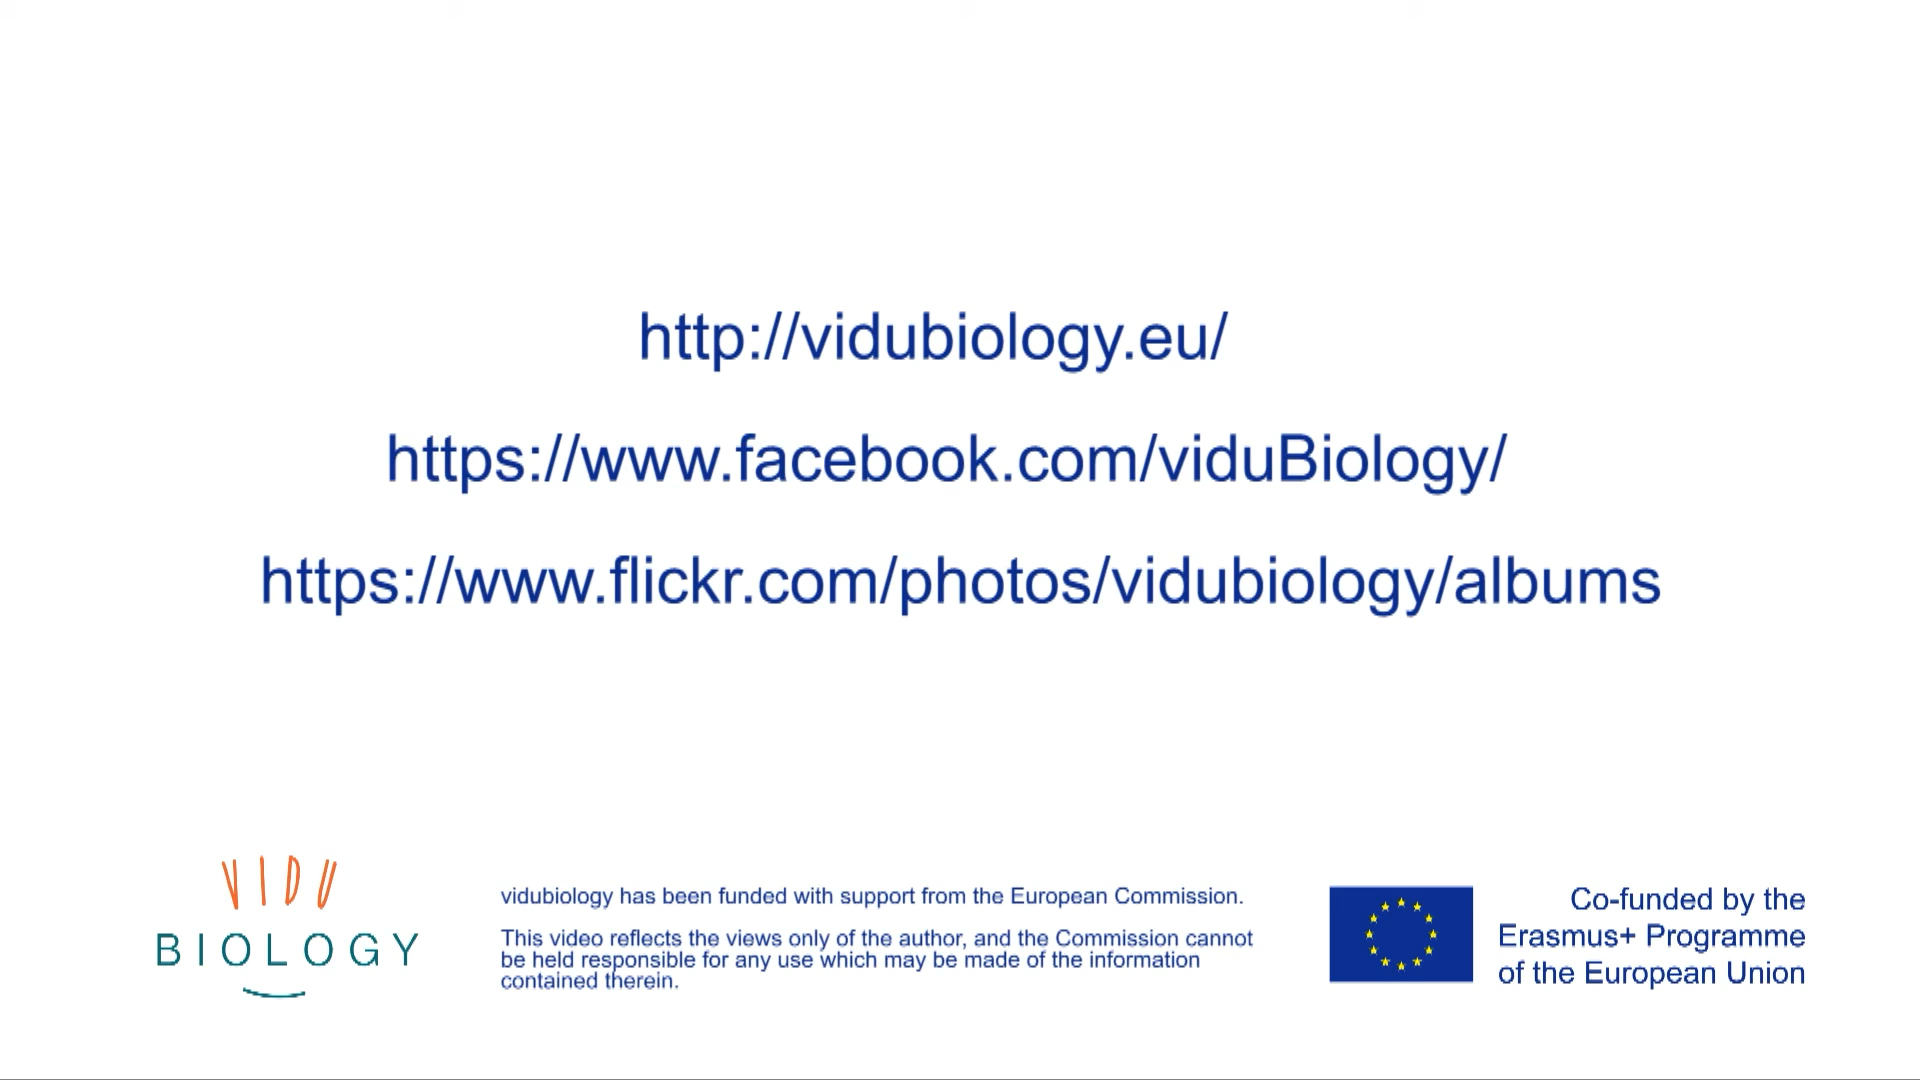 http://vidubiology.eu/
https://www.facebook.com/viduBiology/
https://www.flickr.com/photos/vidubiology/albums
VIDU
BIOLOGY
vidubiology has been funded with support from the European Commission.
This video reflects the views only of the author, and the Commission cannot
be held responsible for any use which may be made of the information
contained therein.
Co-funded by the
Erasmus+ Programme
of the European Union